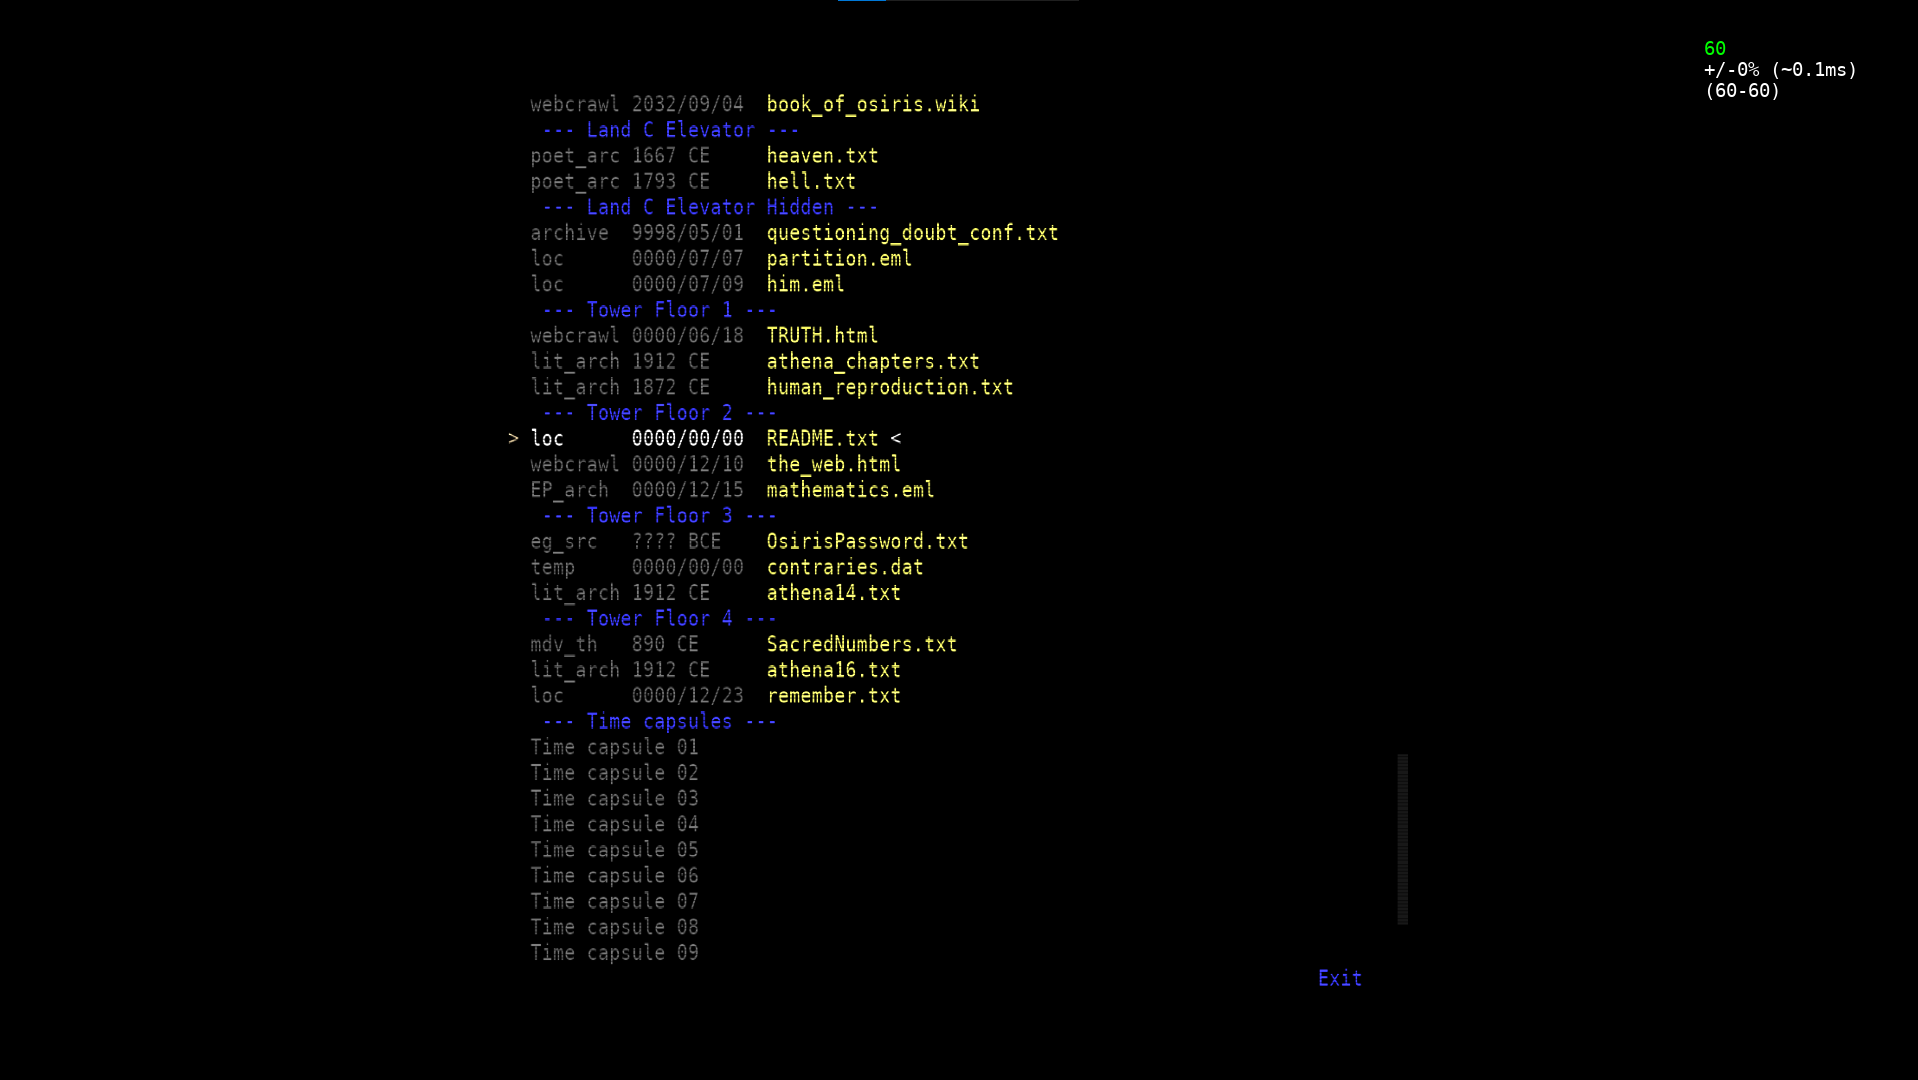 60
+/-0% (~0.1ms)
(60-60)
webcrawl 2032/09/04 book_of_osiris.wiki
--- Land C Elevator ---
poet_arc 1667 CE heaven.txt
poet_arc 1793 CE hell.txt
--- Land C Elevator Hidden ---
archive 9998/05/01 questioning_doubt_conf.txt
loc 0000/07/07 partition.eml
loc 0000/07/09 him.eml
--- Tower Floor 1 ---
webcrawl 0000/06/18 TRUTH.html
lit_arch 1912 CE athena_chapters.txt
lit_arch 1872 CE human_reproduction.txt
--- Tower Floor 2 ---
> loc 0000/00/00 README.txt <
webcrawl 0000/12/10 the_web.html
EP_arch 0000/12/15 mathematics.eml
--- Tower Floor 3 ---
eg_src ???? BCE OsirisPassword.txt
temp 0000/00/00 contraries.dat
lit_arch 1912 CE athena14.txt
--- Tower Floor 4 ---
mdv_th 890 CE SacredNumbers.txt
lit_arch 1912 CE athena16.txt
loc 0000/12/23 remember.txt
--- Time capsules ---
Time capsule 01
Time capsule 02
Time capsule 03
Time capsule 04
Time capsule 05
Time capsule 06
Time capsule 07
Time capsule 08
Time capsule 09
Exit